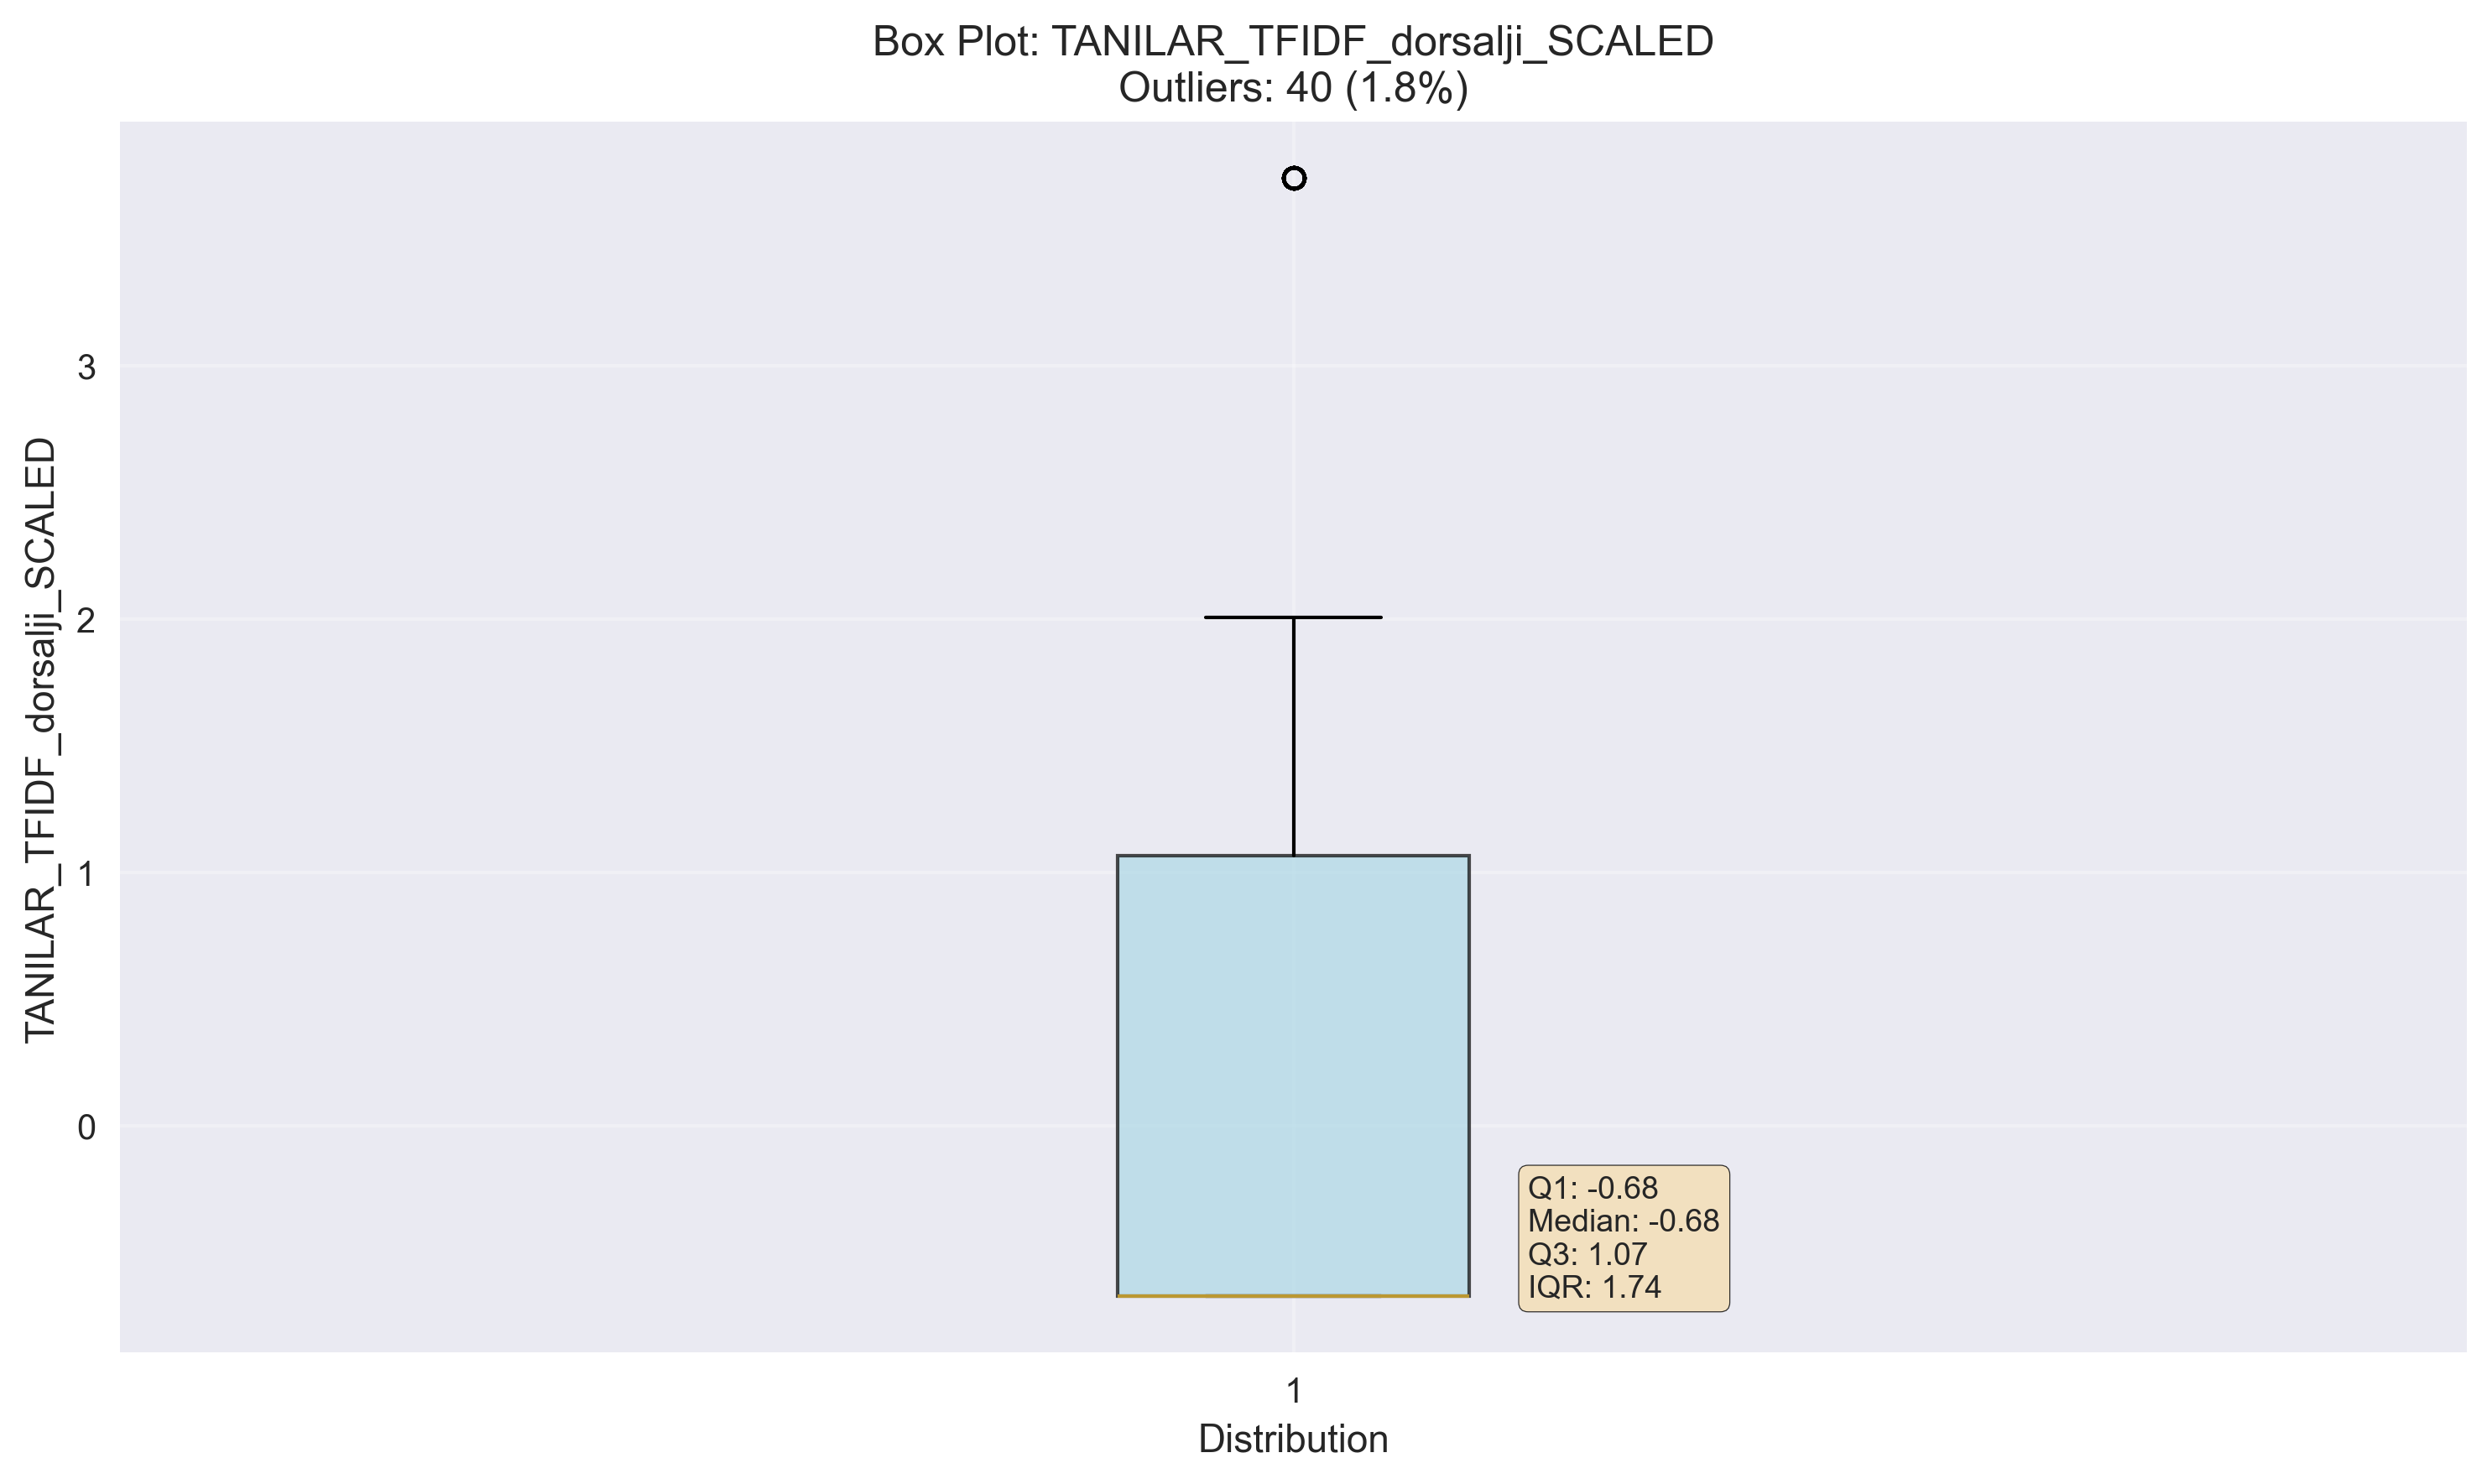 Box Plot: TANILAR_TFIDF_dorsalji_SCALED
Outliers: 40 (1.8%)
TANILAR_TFIDF_dorsalji_SCALED
3
2
1
0
Q1: -0.68
Median: -0.68
Q3: 1.07
IQR: 1.74
1
Distribution